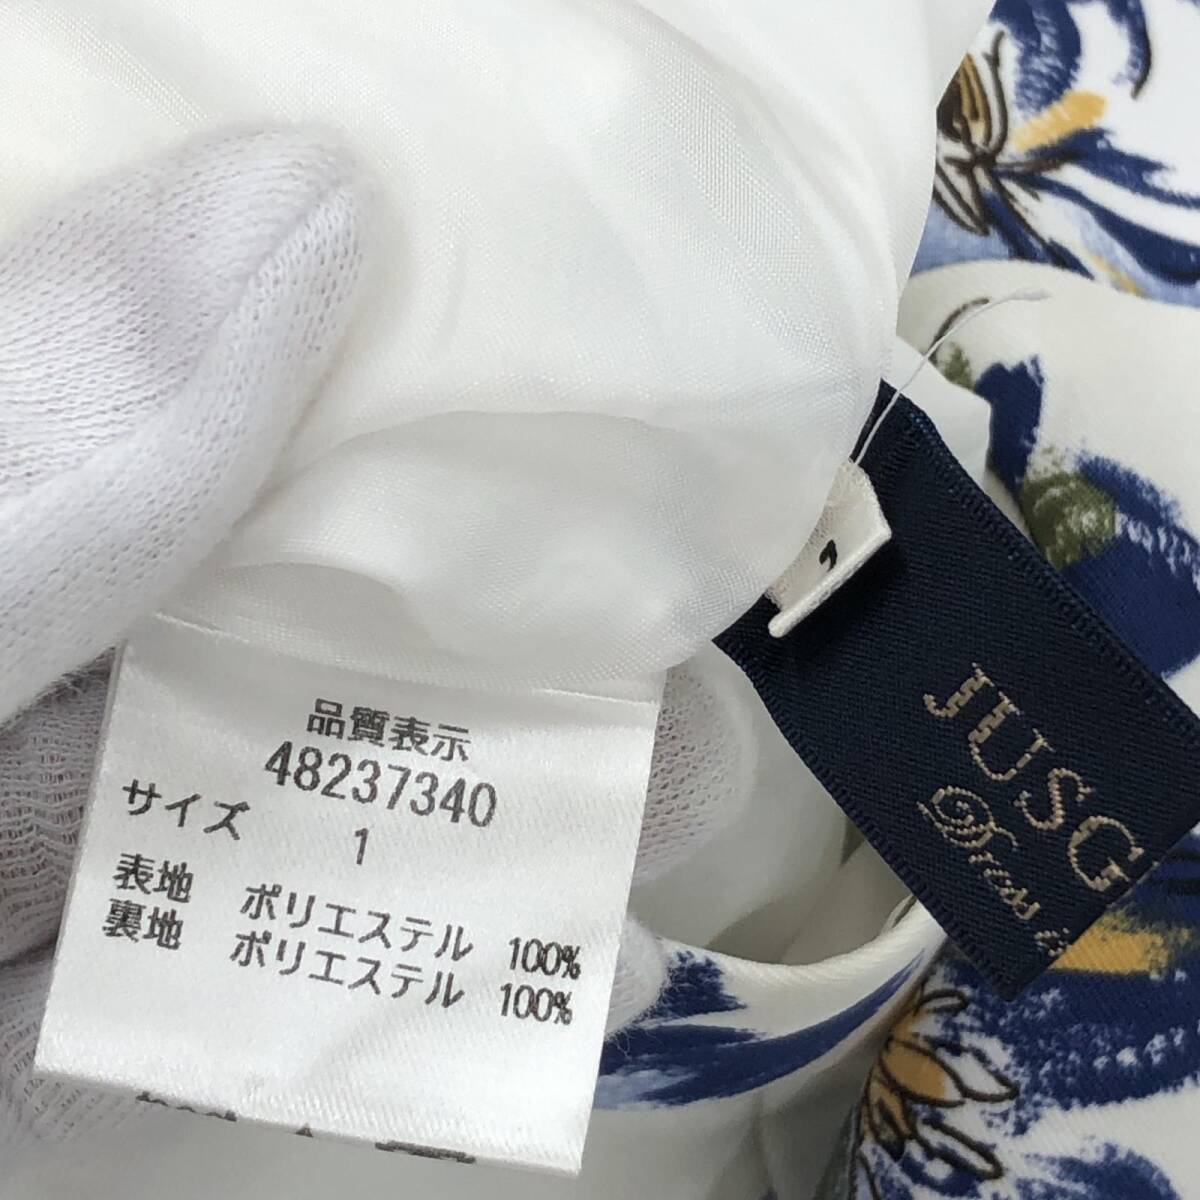 品質表示
48237340
サイズ 1
表地 ポリエステル 100%
裏地 ポリエステル 100%
JUSG
Dress